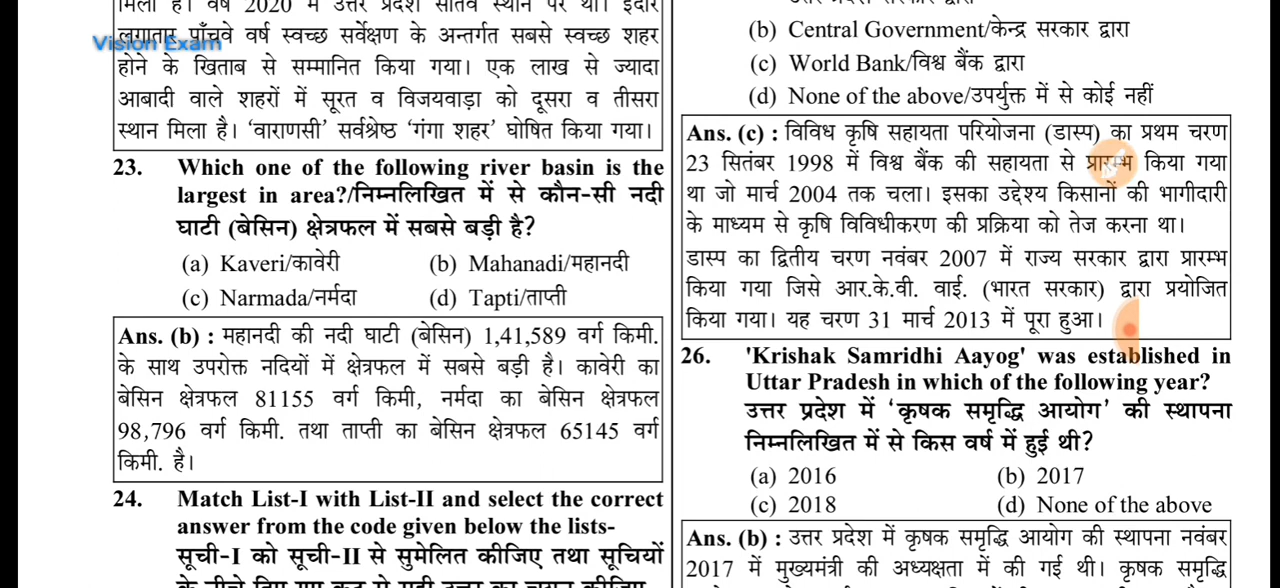 मिला है। वर्ष 2020 में उत्तर प्रदेश सातवें स्थान पर था। इंदौर
लगातार पाँचवे वर्ष स्वच्छ सर्वेक्षण के अन्तर्गत सबसे स्वच्छ शहर
Vision Exam
होने के खिताब से सम्मानित किया गया। एक लाख से ज्यादा
आबादी वाले शहरों में सूरत व विजयवाड़ा को दूसरा व तीसरा
स्थान मिला है। ‘वाराणसी’ सर्वश्रेष्ठ ‘गंगा शहर’ घोषित किया गया।
23. Which one of the following river basin is the
largest in area?/निम्नलिखित में से कौन-सी नदी
घाटी (बेसिन) क्षेत्रफल में सबसे बड़ी है?
(a) Kaveri/कावेरी (b) Mahanadi/महानदी
(c) Narmada/नर्मदा (d) Tapti/ताप्ती
Ans. (b) : महानदी की नदी घाटी (बेसिन) 1,41,589 वर्ग किमी.
के साथ उपरोक्त नदियों में क्षेत्रफल में सबसे बड़ी है। कावेरी का
बेसिन क्षेत्रफल 81155 वर्ग किमी, नर्मदा का बेसिन क्षेत्रफल
98,796 वर्ग किमी. तथा ताप्ती का बेसिन क्षेत्रफल 65145 वर्ग
किमी. है।
24. Match List-I with List-II and select the correct
answer from the code given below the lists-
सूची-I को सूची-II से सुमेलित कीजिए तथा सूचियों
के नीचे दिए गए कूट से सही उत्तर का चयन कीजिए
(b) Central Government/केन्द्र सरकार द्वारा
(c) World Bank/विश्व बैंक द्वारा
(d) None of the above/उपर्युक्त में से कोई नहीं
Ans. (c) : विविध कृषि सहायता परियोजना (डास्प) का प्रथम चरण
23 सितंबर 1998 में विश्व बैंक की सहायता से प्रारम्भ किया गया
था जो मार्च 2004 तक चला। इसका उद्देश्य किसानों की भागीदारी
के माध्यम से कृषि विविधीकरण की प्रक्रिया को तेज करना था।
डास्प का द्वितीय चरण नवंबर 2007 में राज्य सरकार द्वारा प्रारम्भ
किया गया जिसे आर.के.वी. वाई. (भारत सरकार) द्वारा प्रयोजित
किया गया। यह चरण 31 मार्च 2013 में पूरा हुआ।
26. 'Krishak Samridhi Aayog' was established in
Uttar Pradesh in which of the following year?
उत्तर प्रदेश में ‘कृषक समृद्धि आयोग’ की स्थापना
निम्नलिखित में से किस वर्ष में हुई थी?
(a) 2016 (b) 2017
(c) 2018 (d) None of the above
Ans. (b) : उत्तर प्रदेश में कृषक समृद्धि आयोग की स्थापना नवंबर
2017 में मुख्यमंत्री की अध्यक्षता में की गई थी। कृषक समृद्धि